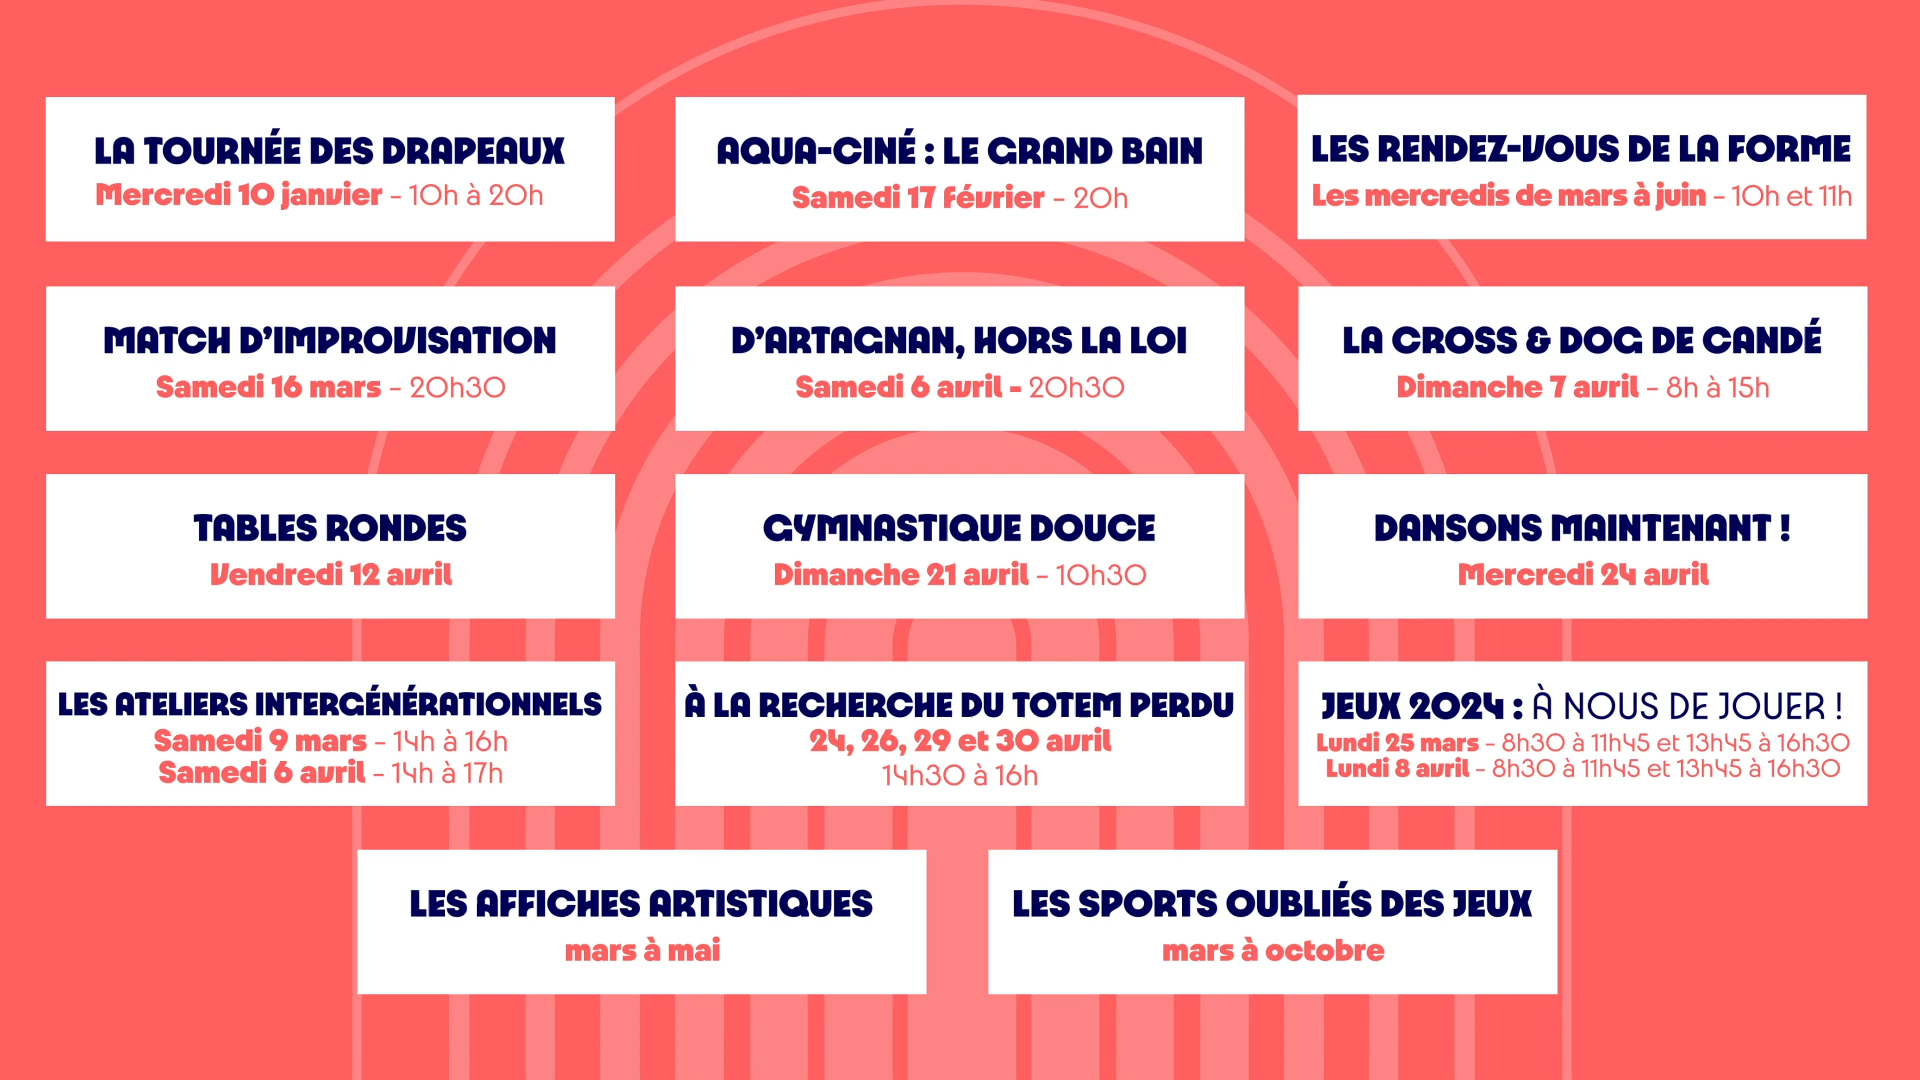 LA TOURNÉE DES DRAPEAUX
Mercredi 10 janvier - 10h à 20h
AQUA-CINÉ : LE GRAND BAIN
Samedi 17 février - 20h
LES RENDEZ-VOUS DE LA FORME
Les mercredis de mars à juin - 10h et 11h
MATCH D'IMPROVISATION
Samedi 16 mars - 20h30
D'ARTAGNAN, HORS LA LOI
Samedi 6 avril - 20h30
LA CROSS & DOG DE CANDÉ
Dimanche 7 avril - 8h à 15h
TABLES RONDES
Vendredi 12 avril
GYMNASTIQUE DOUCE
Dimanche 21 avril - 10h30
DANSONS MAINTENANT !
Mercredi 24 avril
LES ATELIERS INTERGÉNÉRATIONNELS
Samedi 9 mars - 14h à 16h
Samedi 6 avril - 14h à 17h
À LA RECHERCHE DU TOTEM PERDU
24, 26, 29 et 30 avril
14h30 à 16h
JEUX 2024 : À NOUS DE JOUER !
Lundi 25 mars - 8h30 à 11h45 et 13h45 à 16h30
Lundi 8 avril - 8h30 à 11h45 et 13h45 à 16h30
LES AFFICHES ARTISTIQUES
mars à mai
LES SPORTS OUBLIÉS DES JEUX
mars à octobre